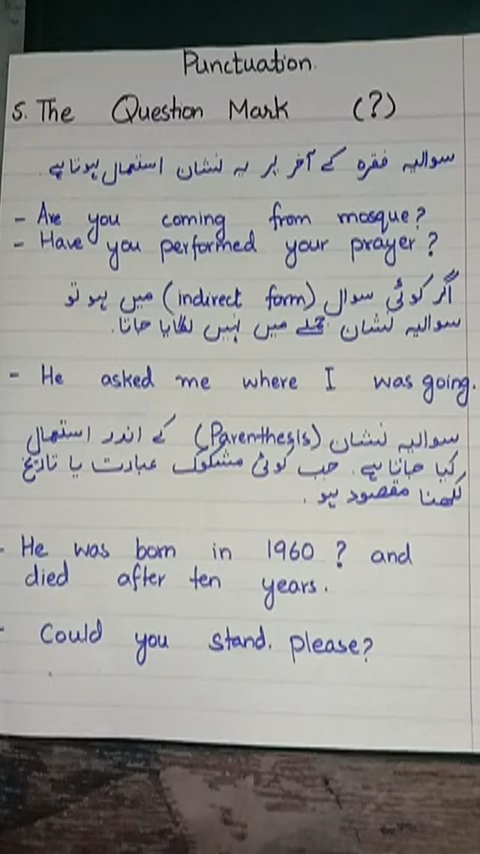 Punctuation.
5. The Question Mark (?)
سوالیہ فقرہ کے آخر پر یہ نشان استعمال ہوتا ہے
- Are you coming from mosque?
- Have you performed your prayer?
اگر کوئی سوال (indirect form) میں ہو تو
سوالیہ نشان جملے میں نہیں لگایا جاتا.
- He asked me where I was going.
سوالیہ نشان (Parenthesis) کے اندر استعمال
کیا جاتا ہے. جب کوئی مشکوک عبارت یا تاریخ
لکھنا مقصود ہو.
- He was born in 1960 ? and
died after ten years.
- Could you stand. please?